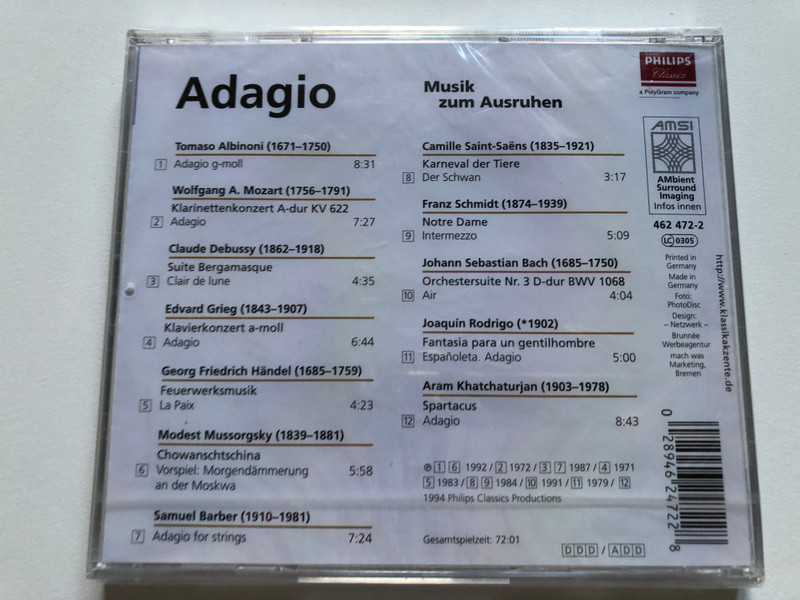 Adagio
Musik
zum Ausruhen
Tomaso Albinoni (1671–1750)
1 Adagio g-moll 8:31
Wolfgang A. Mozart (1756–1791)
Klarinettenkonzert A-dur KV 622
2 Adagio 7:27
Claude Debussy (1862–1918)
Suite Bergamasque
3 Clair de lune 4:35
Edvard Grieg (1843–1907)
Klavierkonzert a-moll
4 Adagio 6:44
Georg Friedrich Händel (1685–1759)
Feuerwerksmusik
5 La Paix 4:23
Modest Mussorgsky (1839–1881)
Chowanschtschina
6 Vorspiel: Morgendämmerung 5:58
an der Moskwa
Samuel Barber (1910–1981)
7 Adagio for strings 7:24
Camille Saint-Saëns (1835–1921)
Karneval der Tiere
8 Der Schwan 3:17
Franz Schmidt (1874–1939)
Notre Dame
9 Intermezzo 5:09
Johann Sebastian Bach (1685–1750)
Orchestersuite Nr. 3 D-dur BWV 1068
10 Air 4:04
Joaquín Rodrigo (*1902)
Fantasia para un gentilhombre
11 Españoleta. Adagio 5:00
Aram Khatchaturjan (1903–1978)
Spartacus
12 Adagio 8:43
℗ 1 6 1992 / 2 1972 / 3 7 1987 / 4 1971
5 1983 / 8 9 1984 / 10 1991 / 11 1979 / 12
1994 Philips Classics Productions
Gesamtspielzeit: 72:01
DDD / ADD
PHILIPS
Classics
a PolyGram company
AMSI
AMbient
Surround
Imaging
Infos innen
462 472-2
LC 0305
Printed in
Germany
Made in
Germany
Foto:
PhotoDisc
Design:
– Netzwerk –
Brunnée
Werbeagentur
mach was
Marketing,
Bremen
http://www.klassikakzente.de
0 28946 24722 8